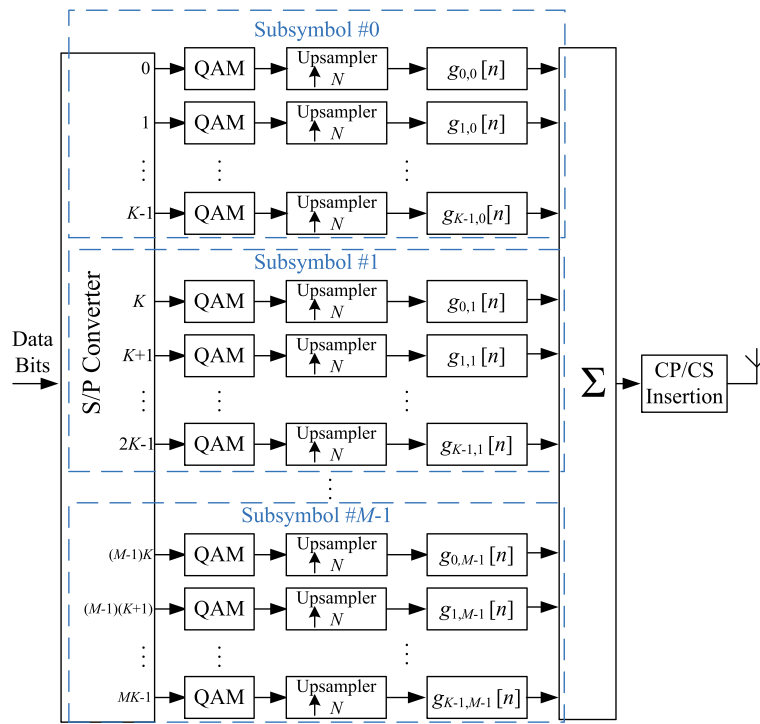 Subsymbol #0
0 QAM Upsampler N g0,0[n]
1 QAM Upsampler N g1,0[n]
K-1 QAM Upsampler N gK-1,0[n]
Subsymbol #1
K QAM Upsampler N g0,1[n]
K+1 QAM Upsampler N g1,1[n]
2K-1 QAM Upsampler N gK-1,1[n]
Data
Bits
S/P Converter
Σ
CP/CS
Insertion
Subsymbol #M-1
(M-1)K QAM Upsampler N g0,M-1[n]
(M-1)(K+1) QAM Upsampler N g1,M-1[n]
MK-1 QAM Upsampler N gK-1,M-1[n]